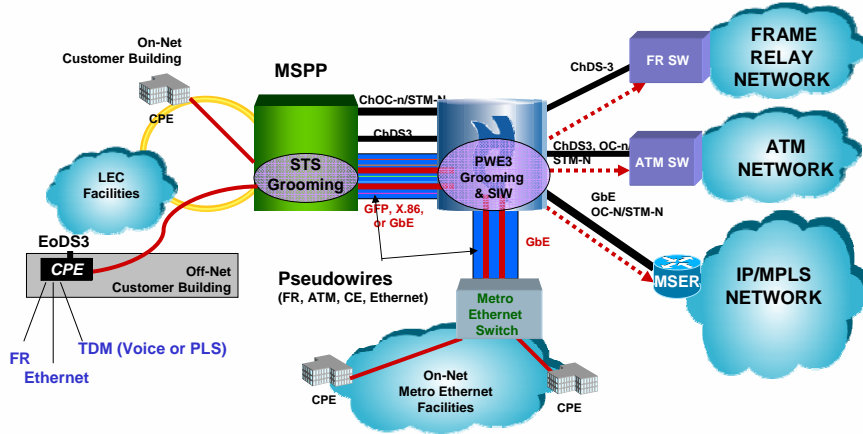 On-Net
Customer Building
CPE
MSPP
ChOC-n/STM-N
ChDS3
STS
Grooming
PWE3
Grooming
& SIW
GFP, X.86,
or GbE
LEC
Facilities
EoDS3
CPE
Off-Net
Customer Building
FR
Ethernet
TDM (Voice or PLS)
Pseudowires
(FR, ATM, CE, Ethernet)
GbE
Metro
Ethernet
Switch
On-Net
Metro Ethernet
Facilities
CPE
CPE
ChDS-3
FR SW
FRAME
RELAY
NETWORK
ChDS3, OC-n/
STM-N
ATM SW
ATM
NETWORK
GbE
OC-N/STM-N
MSER
IP/MPLS
NETWORK